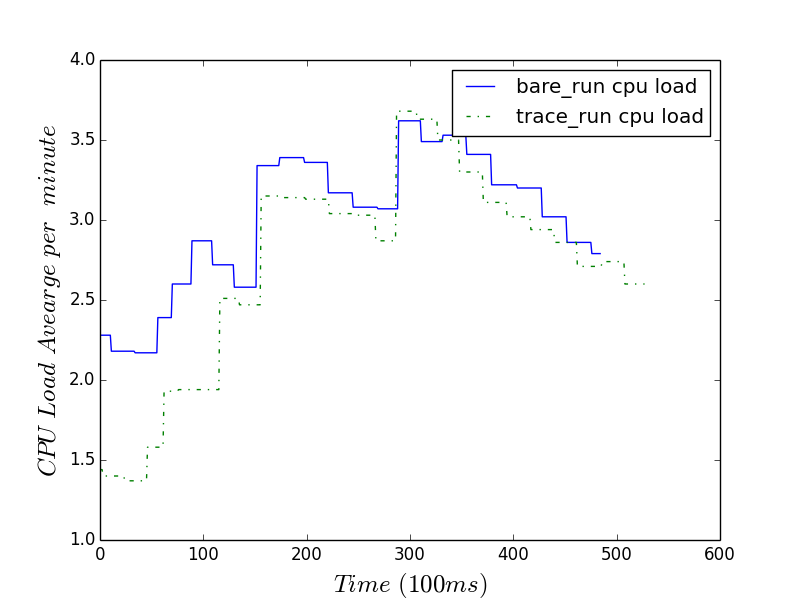 bare_run cpu load
trace_run cpu load
4.0
3.5
3.0
2.5
2.0
1.5
1.0
CPU Load Avearge per minute
0 100 200 300 400 500 600
Time (100ms)